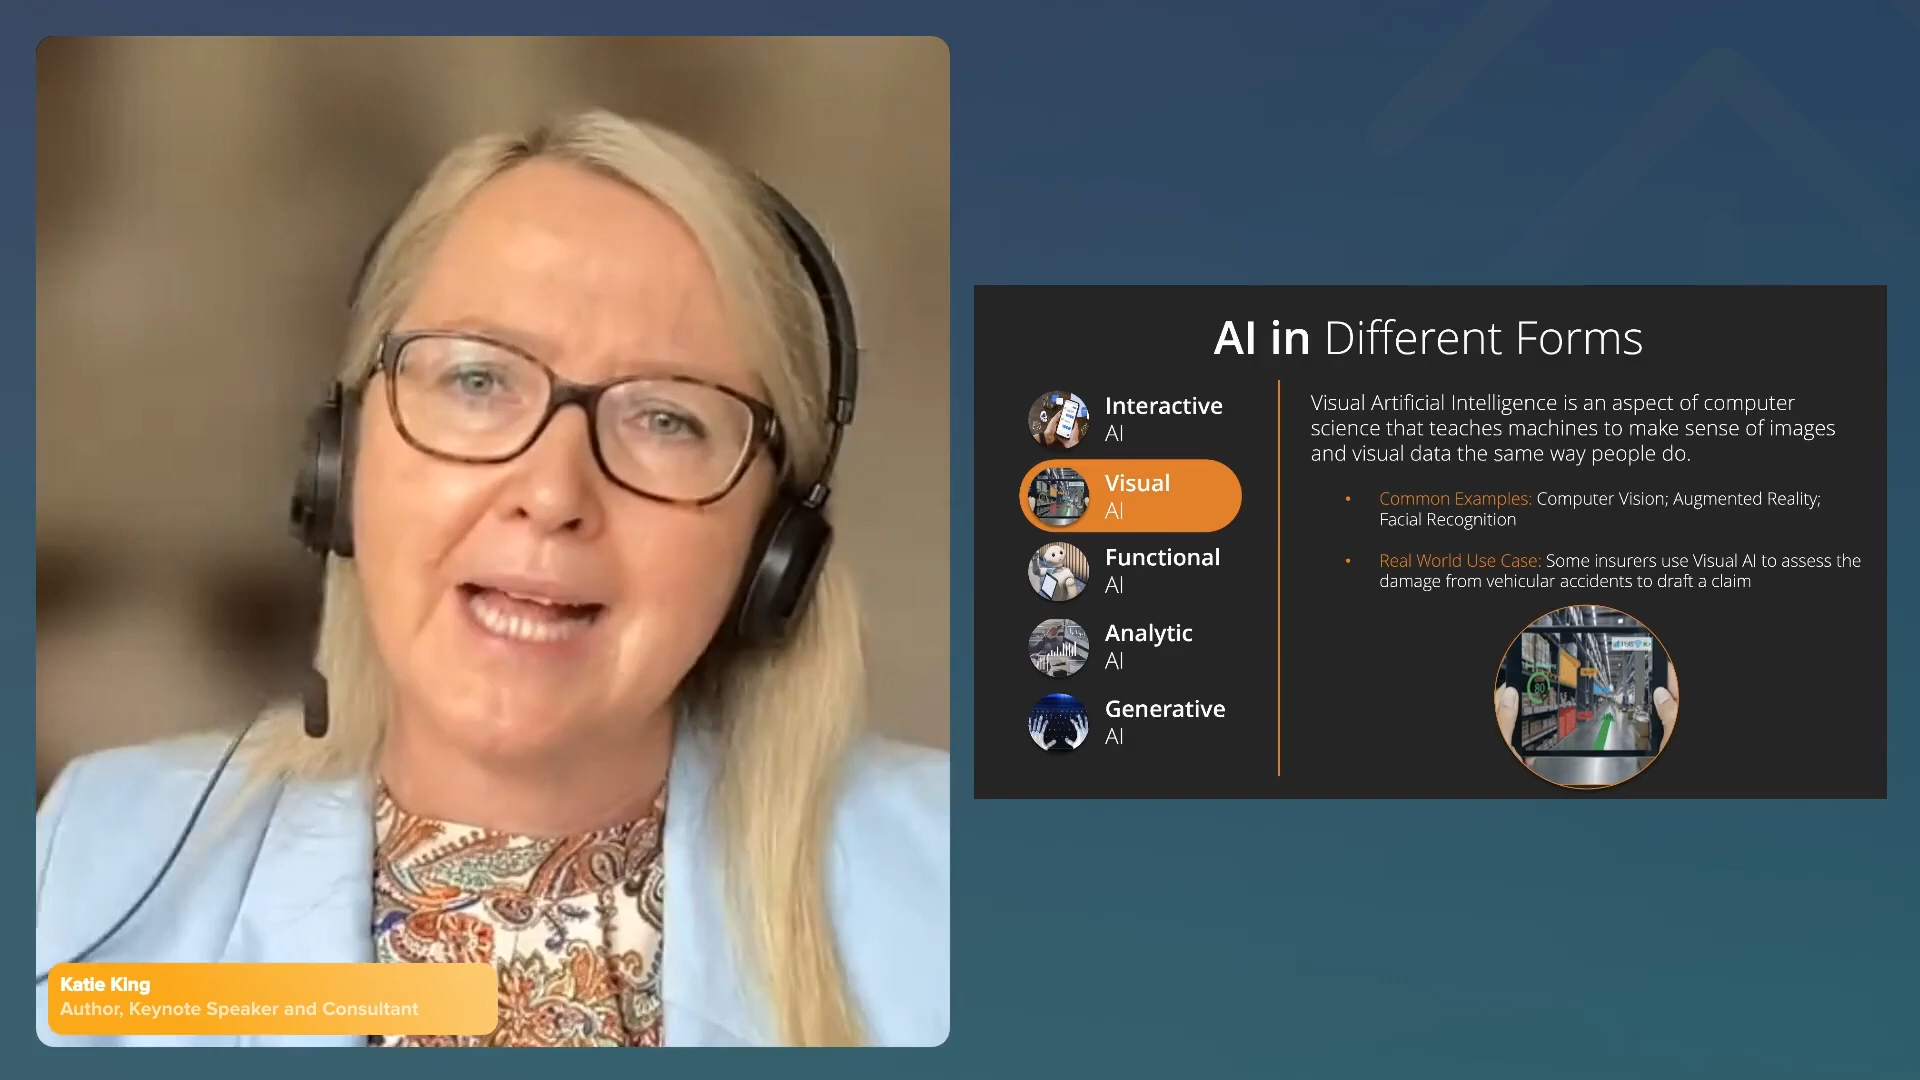 AI in Different Forms
Interactive
AI
Visual
AI
Functional
AI
Analytic
AI
Generative
AI
Visual Artificial Intelligence is an aspect of computer
science that teaches machines to make sense of images
and visual data the same way people do.
• Common Examples: Computer Vision; Augmented Reality;
Facial Recognition
• Real World Use Case: Some insurers use Visual AI to assess the
damage from vehicular accidents to draft a claim
80
Katie King
Author, Keynote Speaker and Consultant